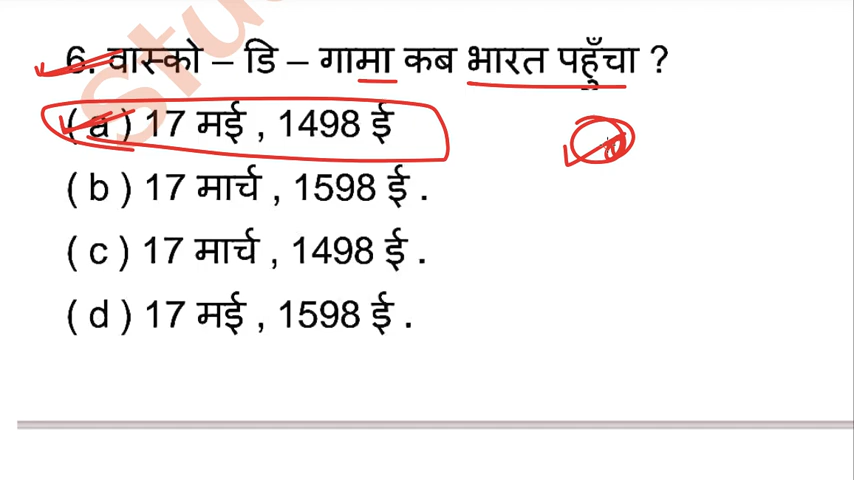 6. वास्को – डि – गामा कब भारत पहुँचा ?
( a ) 17 मई , 1498 ई
( b ) 17 मार्च , 1598 ई .
( c ) 17 मार्च , 1498 ई .
( d ) 17 मई , 1598 ई .